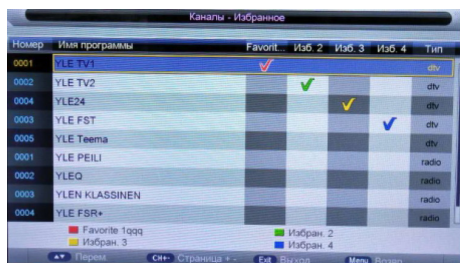 Каналы - Избранное
Номер Имя программы Favorit... Изб. 2 Изб. 3 Изб. 4 Тип
0001 YLE TV1 dtv
0002 YLE TV2 dtv
0004 YLE24 dtv
0003 YLE FST dtv
0005 YLE Teema dtv
0001 YLE PEILI radio
0002 YLEQ radio
0003 YLEN KLASSINEN radio
0004 YLE FSR+ radio
Favorite 1qqq Избран. 2
Избран. 3 Избран. 4
Перем CH+- Страница + - Exit Выход Menu Возвр